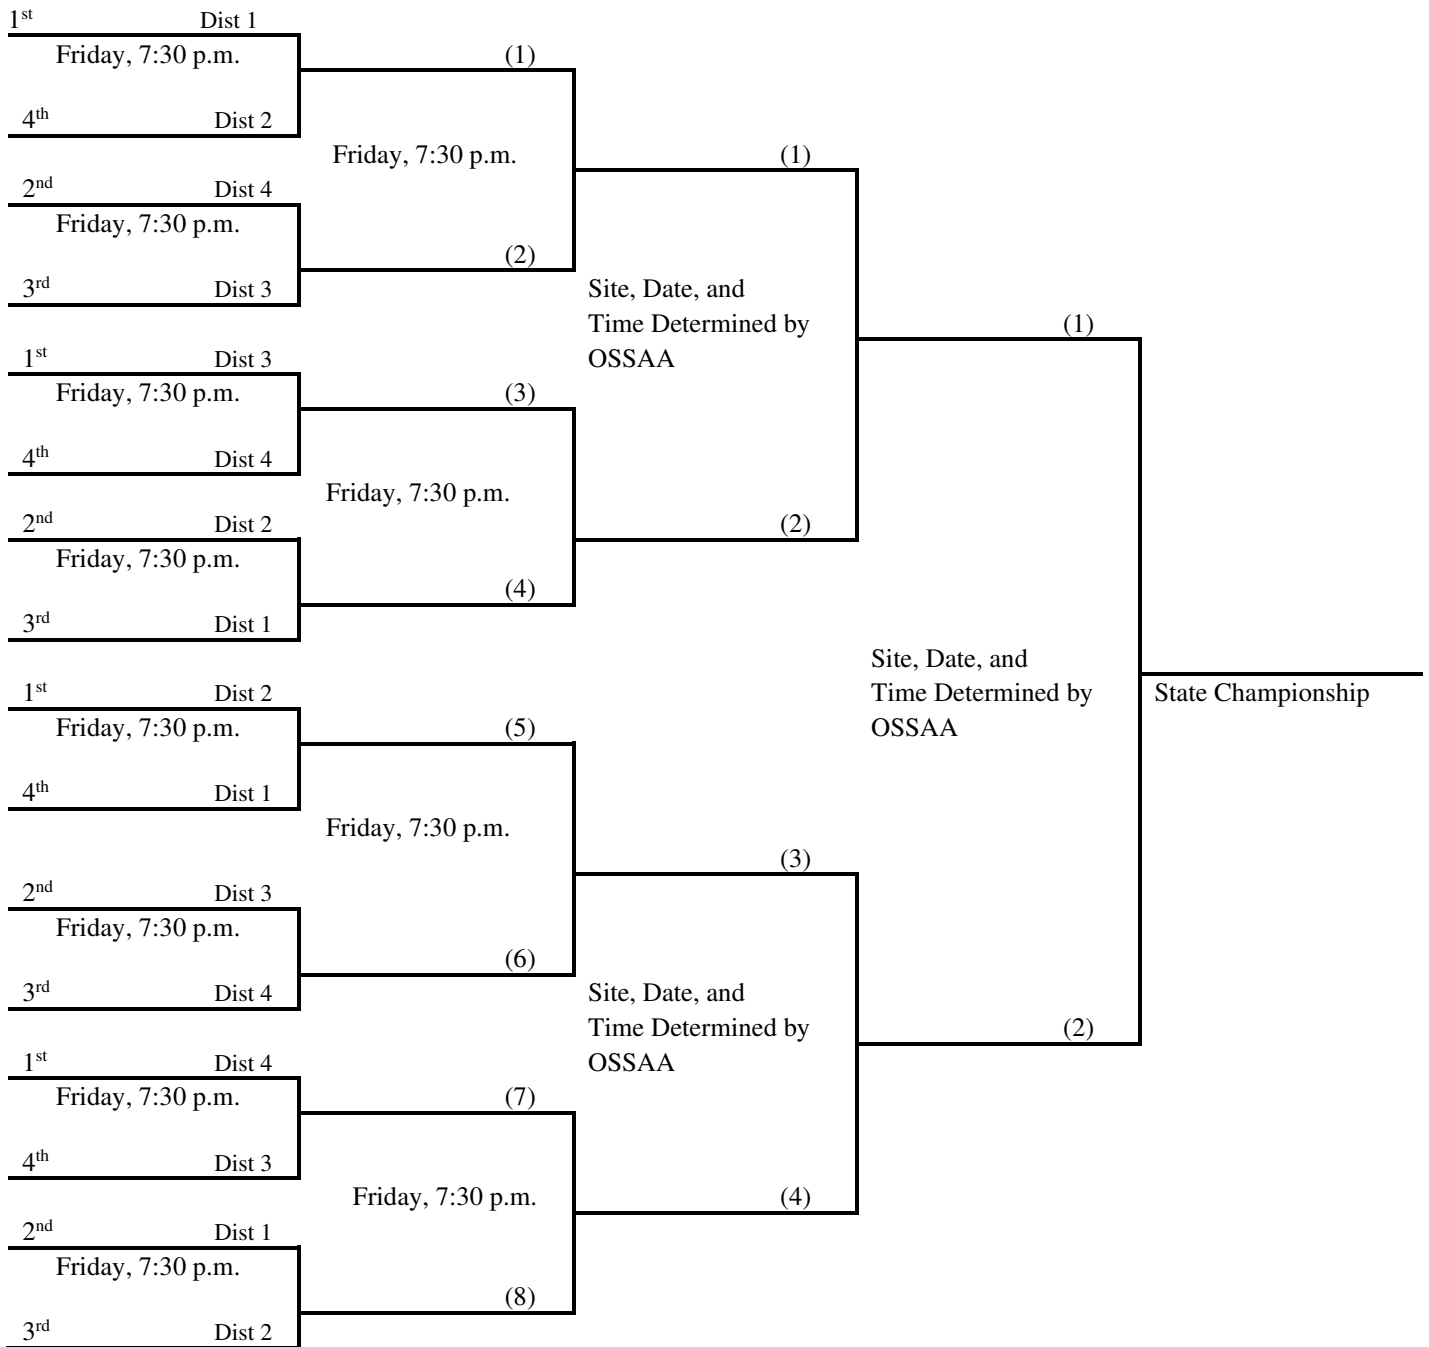 1st Dist 1
Friday, 7:30 p.m.
(1)
4th Dist 2
Friday, 7:30 p.m.
(1)
2nd Dist 4
Friday, 7:30 p.m.
(2)
3rd Dist 3
Site, Date, and
Time Determined by
OSSAA
(1)
1st Dist 3
Friday, 7:30 p.m.
(3)
4th Dist 4
Friday, 7:30 p.m.
2nd Dist 2
(2)
Friday, 7:30 p.m.
(4)
3rd Dist 1
Site, Date, and
Time Determined by
OSSAA
State Championship
1st Dist 2
Friday, 7:30 p.m.
(5)
4th Dist 1
Friday, 7:30 p.m.
(3)
2nd Dist 3
Friday, 7:30 p.m.
(6)
3rd Dist 4
Site, Date, and
Time Determined by
OSSAA
(2)
1st Dist 4
Friday, 7:30 p.m.
(7)
4th Dist 3
Friday, 7:30 p.m.
(4)
2nd Dist 1
Friday, 7:30 p.m.
(8)
3rd Dist 2